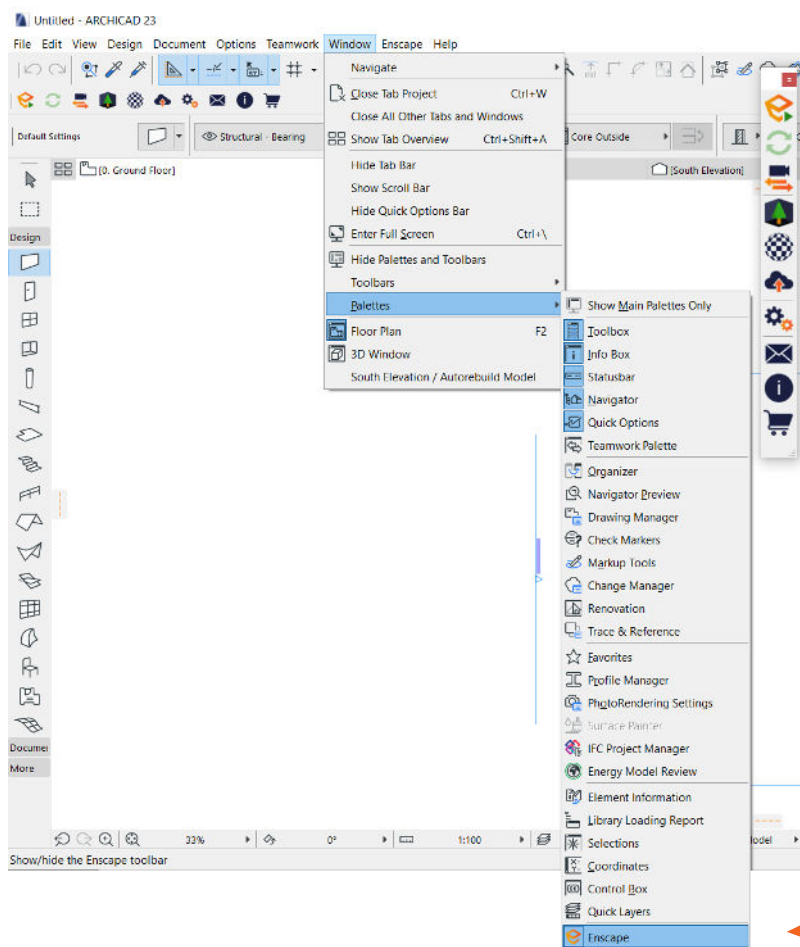 Untitled - ARCHICAD 23
File Edit View Design Document Options Teamwork Window Enscape Help
Default Settings
Structural - Bearing
Core Outside
[0. Ground Floor]
[South Elevation]
Design
Navigate
Close Tab Project Ctrl+W
Close All Other Tabs and Windows
Show Tab Overview Ctrl+Shift+A
Hide Tab Bar
Show Scroll Bar
Hide Quick Options Bar
Enter Full Screen Ctrl+\
Hide Palettes and Toolbars
Toolbars
Palettes
Floor Plan F2
3D Window
South Elevation / Autorebuild Model
Show Main Palettes Only
Toolbox
Info Box
Statusbar
Navigator
Quick Options
Teamwork Palette
Organizer
Navigator Preview
Drawing Manager
Check Markers
Markup Tools
Change Manager
Renovation
Trace & Reference
Favorites
Profile Manager
PhotoRendering Settings
Surface Painter
IFC Project Manager
Energy Model Review
Element Information
Library Loading Report
Selections
Coordinates
Control Box
Quick Layers
Enscape
Documen
More
33% 0° 1:100 odel
Show/hide the Enscape toolbar